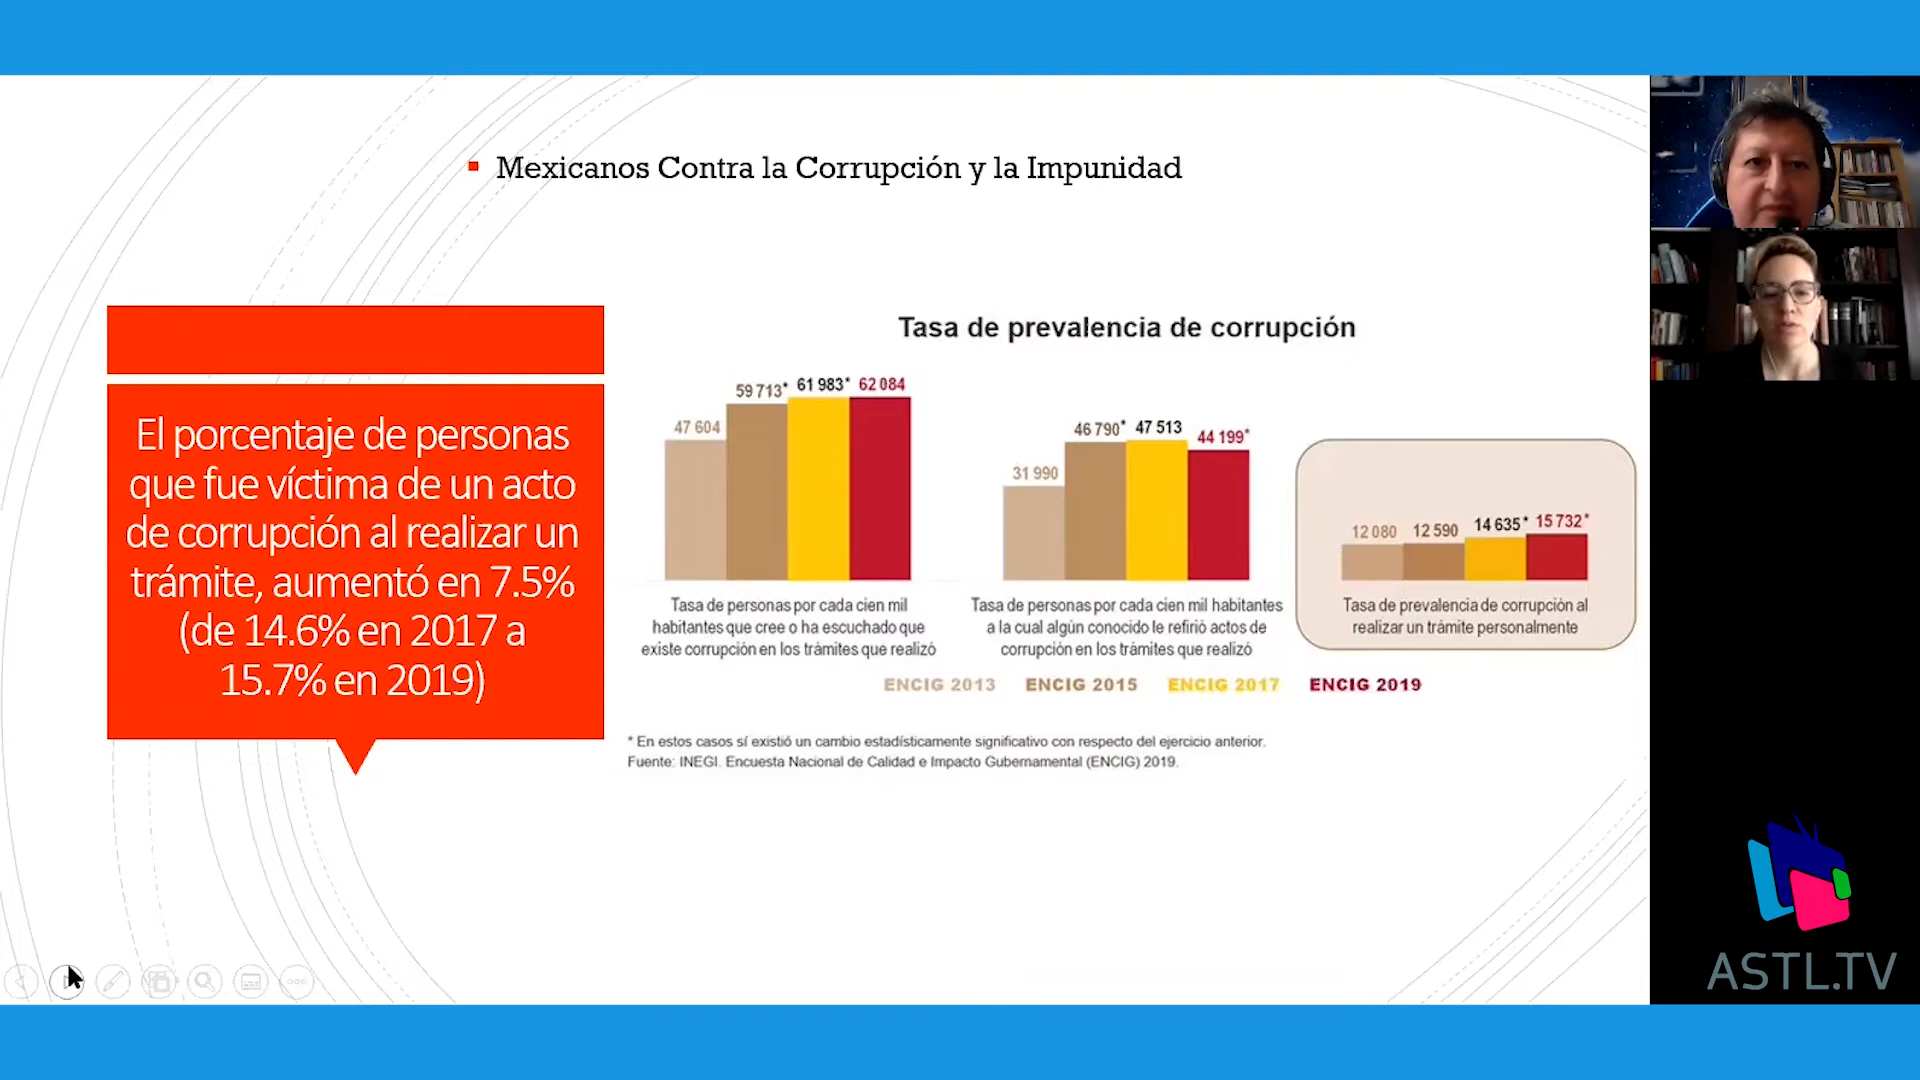 Mexicanos Contra la Corrupción y la Impunidad
El porcentaje de personas
que fue víctima de un acto
de corrupción al realizar un
trámite, aumentó en 7.5%
(de 14.6% en 2017 a
15.7% en 2019)
Tasa de prevalencia de corrupción
47 604
59 713*
61 983*
62 084
Tasa de personas por cada cien mil
habitantes que cree o ha escuchado que
existe corrupción en los trámites que realizó
31 990
46 790*
47 513
44 199*
Tasa de personas por cada cien mil habitantes
a la cual algún conocido le refirió actos de
corrupción en los trámites que realizó
12 080
12 590
14 635*
15 732*
Tasa de prevalencia de corrupción al
realizar un trámite personalmente
ENCIG 2013 ENCIG 2015 ENCIG 2017 ENCIG 2019
* En estos casos sí existió un cambio estadísticamente significativo con respecto del ejercicio anterior.
Fuente: INEGI. Encuesta Nacional de Calidad e Impacto Gubernamental (ENCIG) 2019.
ASTL.TV